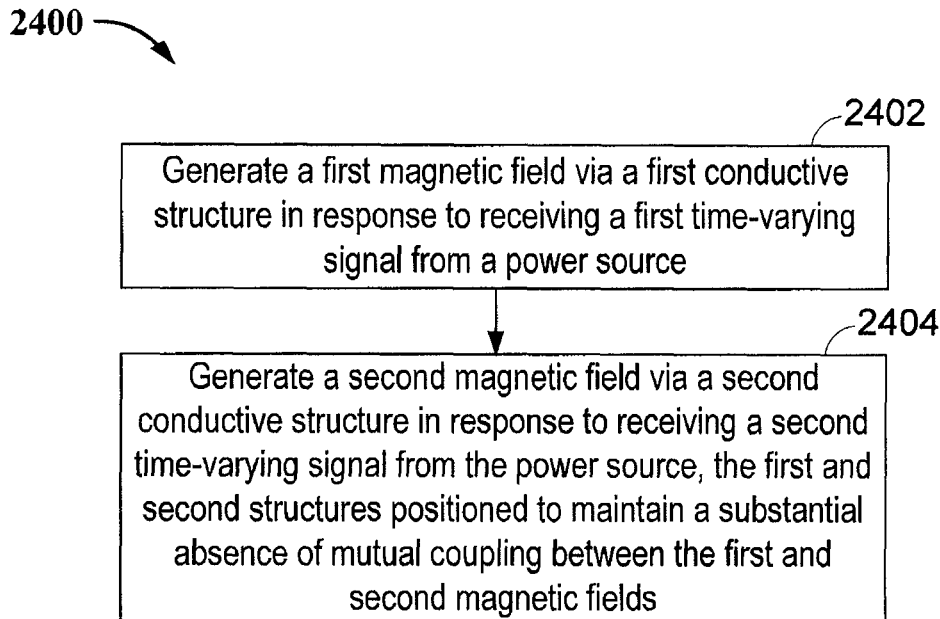 2400
2402
Generate a first magnetic field via a first conductive
structure in response to receiving a first time-varying
signal from a power source
2404
Generate a second magnetic field via a second
conductive structure in response to receiving a second
time-varying signal from the power source, the first and
second structures positioned to maintain a substantial
absence of mutual coupling between the first and
second magnetic fields